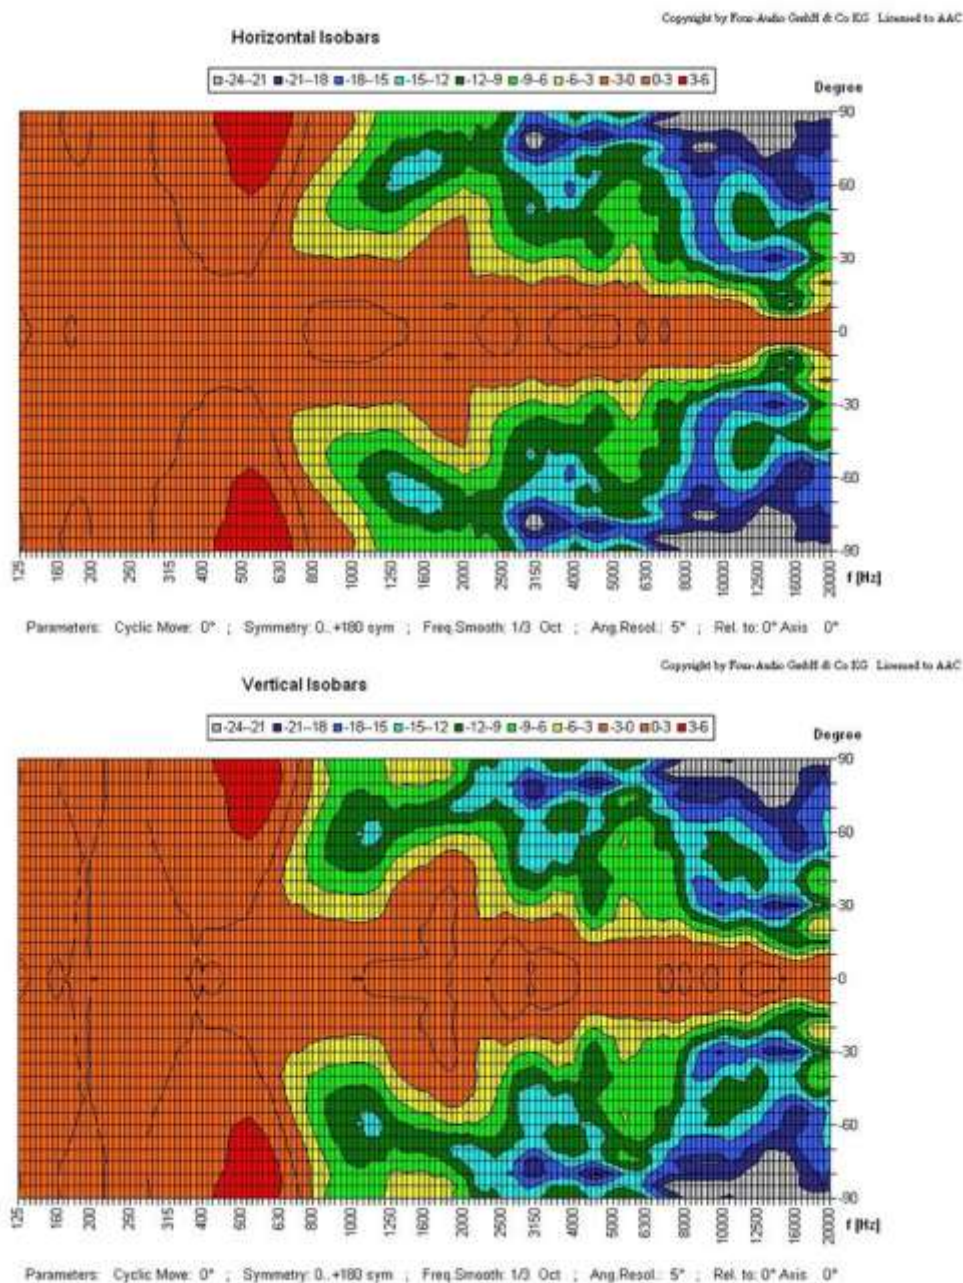 Copyright by Four-Audio GmbH & Co KG Licensed to AAC
Horizontal Isobars
-24--21 -21--18 -18--15 -15--12 -12--9 -9--6 -6--3 -3-0 0-3 3-6
Degree
90
60
30
0
-30
-60
-90
125 160 200 250 315 400 500 630 800 1000 1250 1600 2000 2500 3150 4000 5000 6300 8000 10000 12500 16000 20000 f [Hz]
Parameters: Cyclic Move: 0° ; Symmetry: 0..+180 sym ; Freq.Smooth: 1/3 Oct ; Ang.Resol.: 5° ; Rel. to: 0° Axis 0°
Copyright by Four-Audio GmbH & Co KG Licensed to AAC
Vertical Isobars
-24--21 -21--18 -18--15 -15--12 -12--9 -9--6 -6--3 -3-0 0-3 3-6
Degree
90
60
30
0
-30
-60
-90
125 160 200 250 315 400 500 630 800 1000 1250 1600 2000 2500 3150 4000 5000 6300 8000 10000 12500 16000 20000 f [Hz]
Parameters: Cyclic Move: 0° ; Symmetry: 0..+180 sym ; Freq.Smooth: 1/3 Oct ; Ang.Resol.: 5° ; Rel. to: 0° Axis 0°